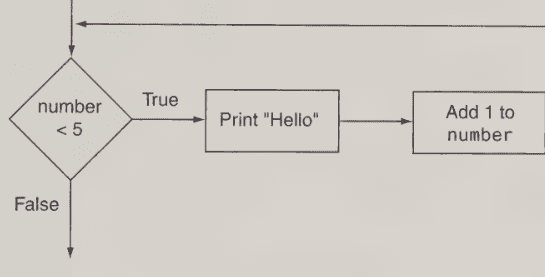 number
< 5
True
Print "Hello"
Add 1 to
number
False